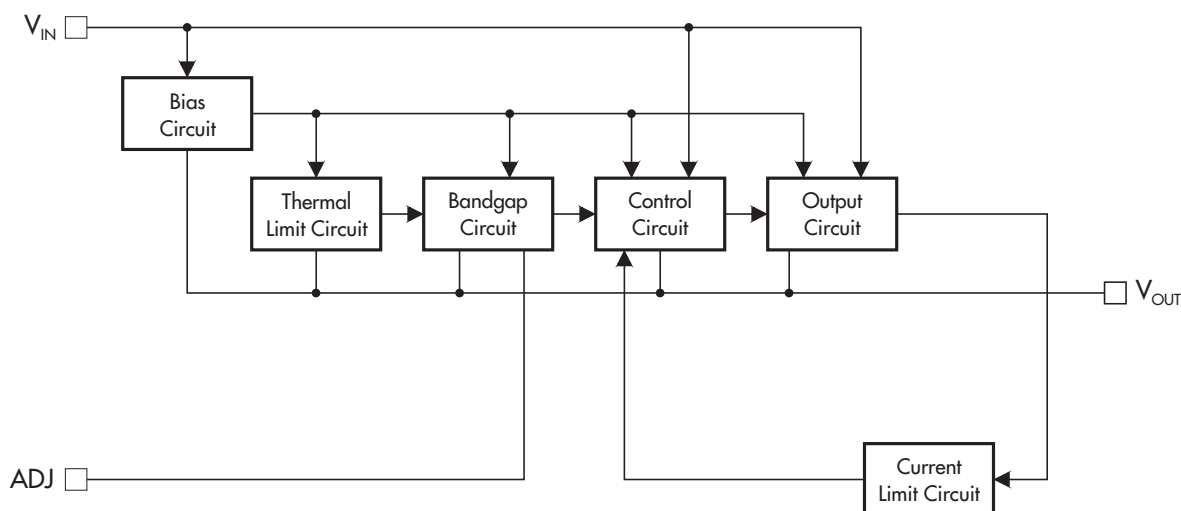 VIN
Bias
Circuit
Thermal
Limit Circuit
Bandgap
Circuit
Control
Circuit
Output
Circuit
VOUT
ADJ
Current
Limit Circuit